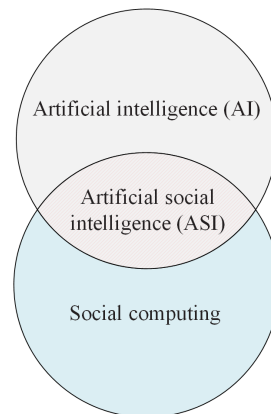 Artificial intelligence (AI)
Artificial social
intelligence (ASI)
Social computing